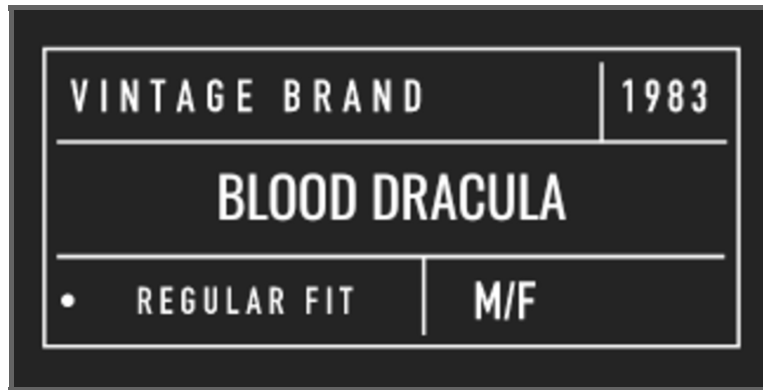 VINTAGE BRAND 1983
BLOOD DRACULA
• REGULAR FIT M/F